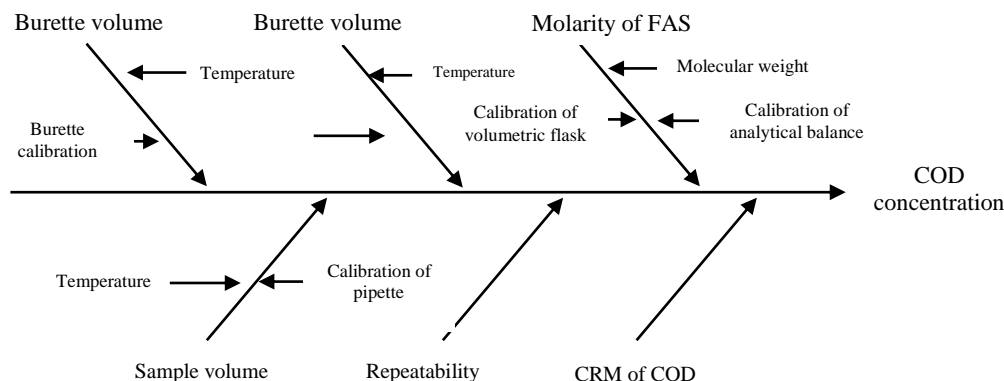 Burette volume
Burette volume
Molarity of FAS
Temperature
Temperature
Molecular weight
Burette
calibration
Calibration of
volumetric flask
Calibration of
analytical balance
COD
concentration
Temperature
Calibration of
pipette
Sample volume
Repeatability
CRM of COD